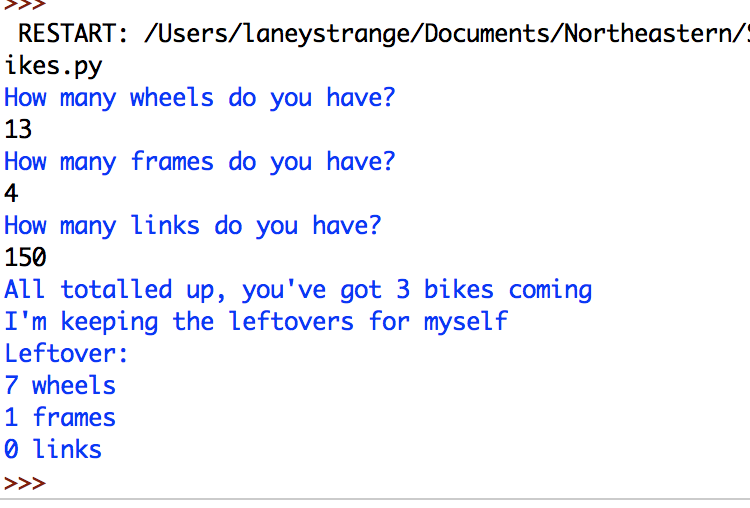 >>>
RESTART: /Users/laneystrange/Documents/Northeastern/
ikes.py
How many wheels do you have?
13
How many frames do you have?
4
How many links do you have?
150
All totalled up, you've got 3 bikes coming
I'm keeping the leftovers for myself
Leftover:
7 wheels
1 frames
0 links
>>>